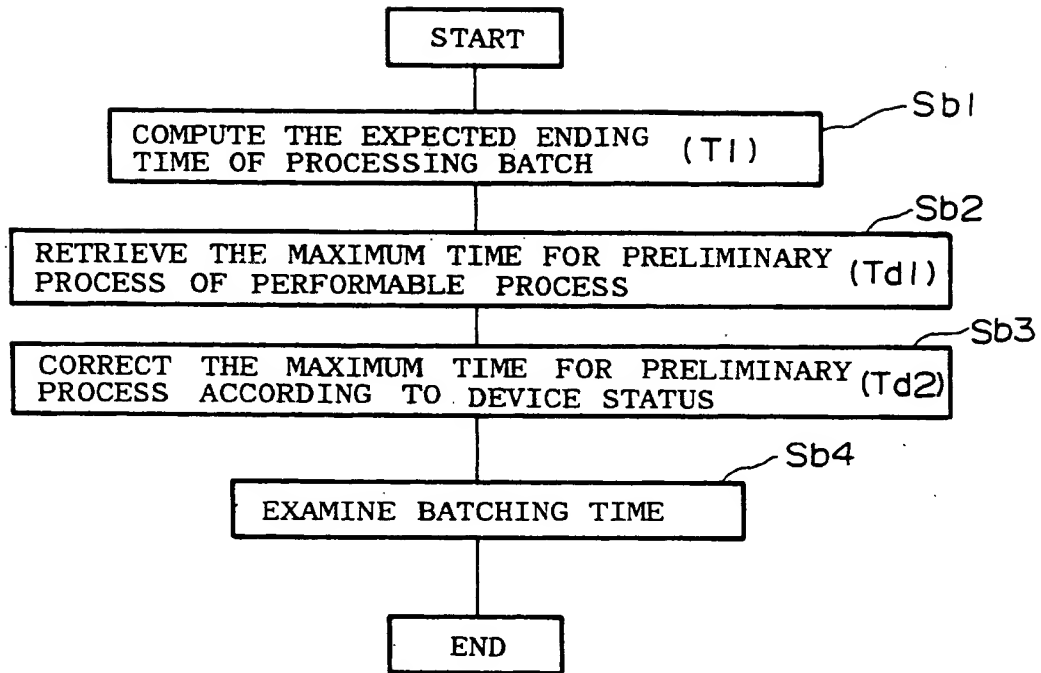 START
Sb1
COMPUTE THE EXPECTED ENDING (T1)
TIME OF PROCESSING BATCH
Sb2
RETRIEVE THE MAXIMUM TIME FOR PRELIMINARY (Td1)
PROCESS OF PERFORMABLE PROCESS
Sb3
CORRECT THE MAXIMUM TIME FOR PRELIMINARY (Td2)
PROCESS ACCORDING TO DEVICE STATUS
Sb4
EXAMINE BATCHING TIME
END